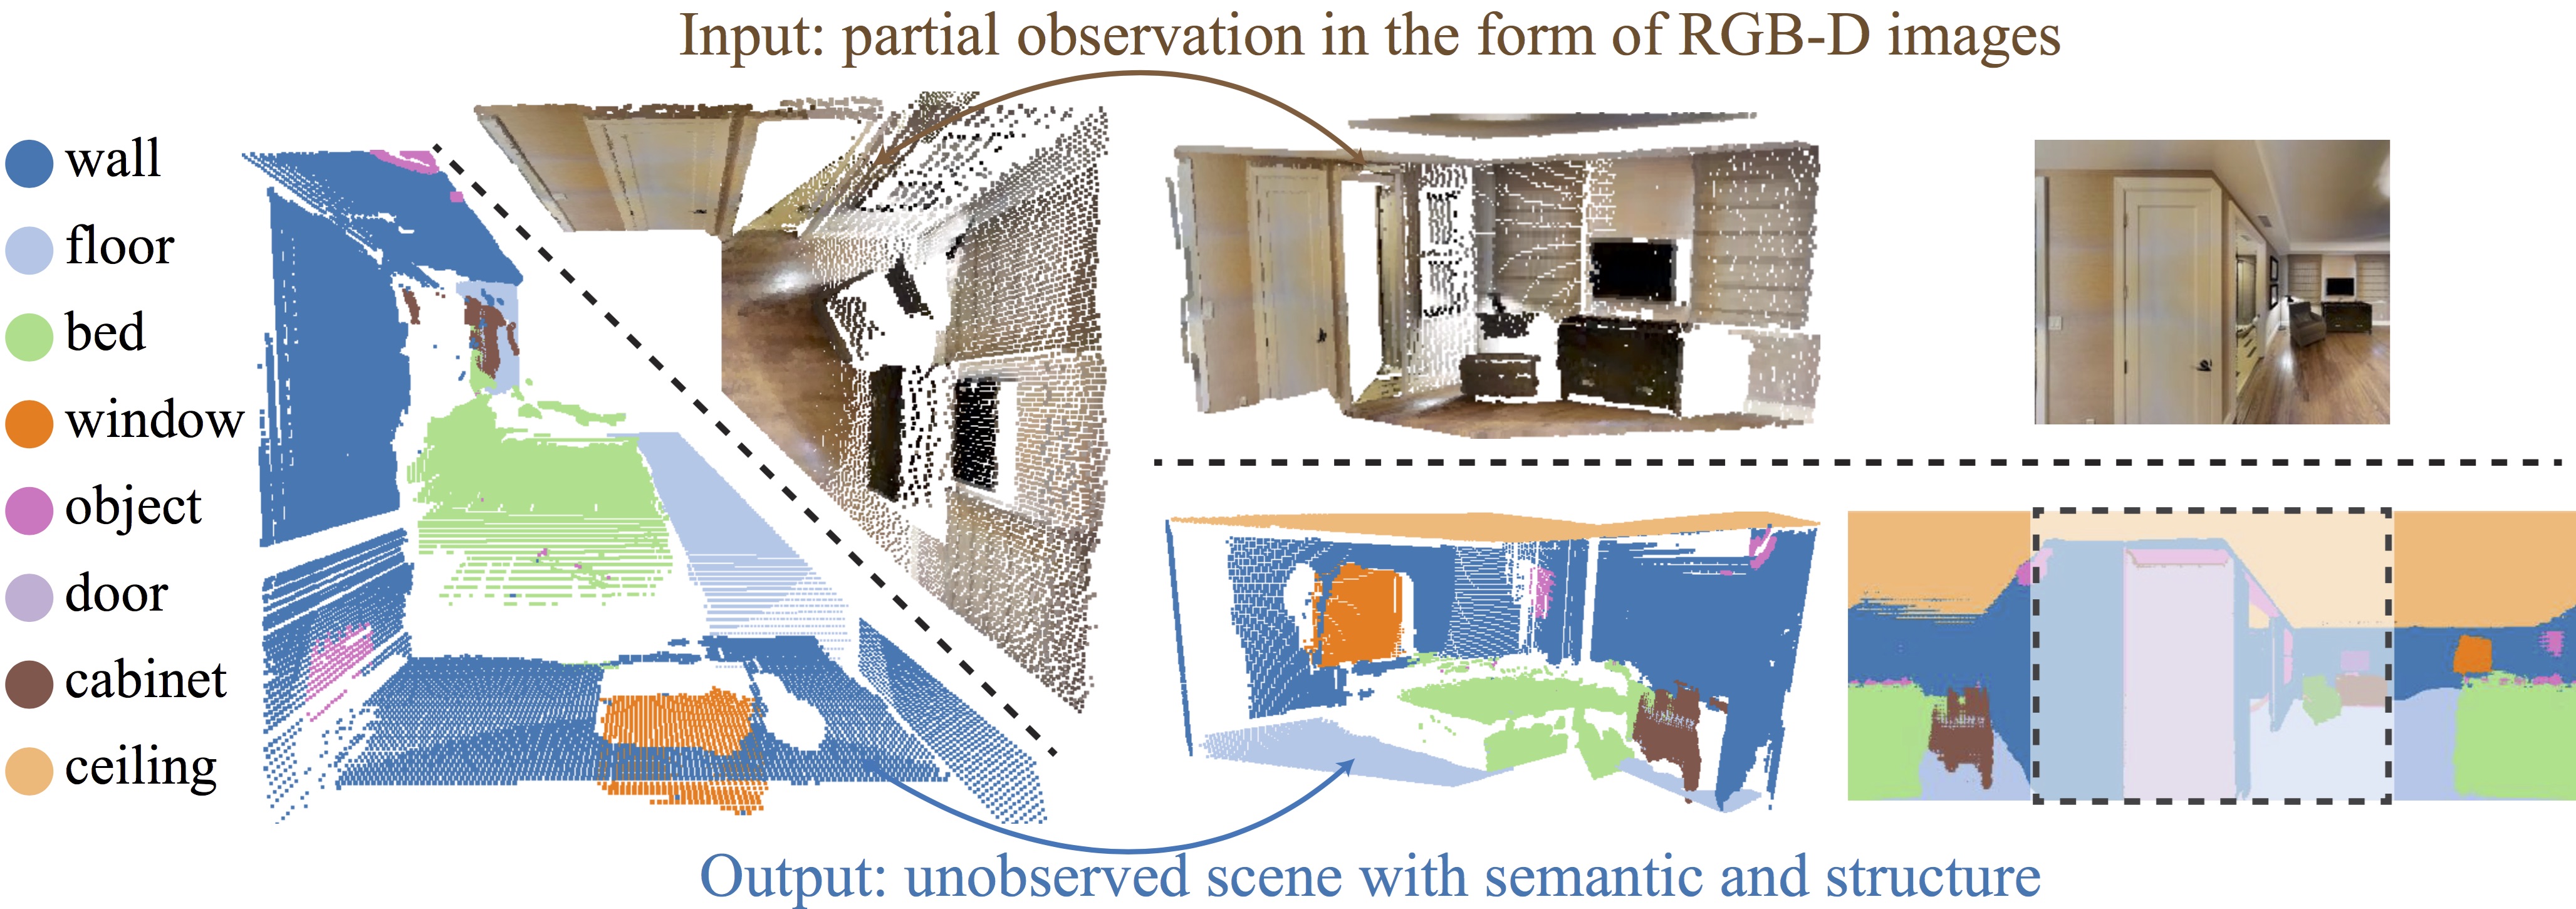 Input: partial observation in the form of RGB-D images
wall
floor
bed
window
object
door
cabinet
ceiling
Output: unobserved scene with semantic and structure